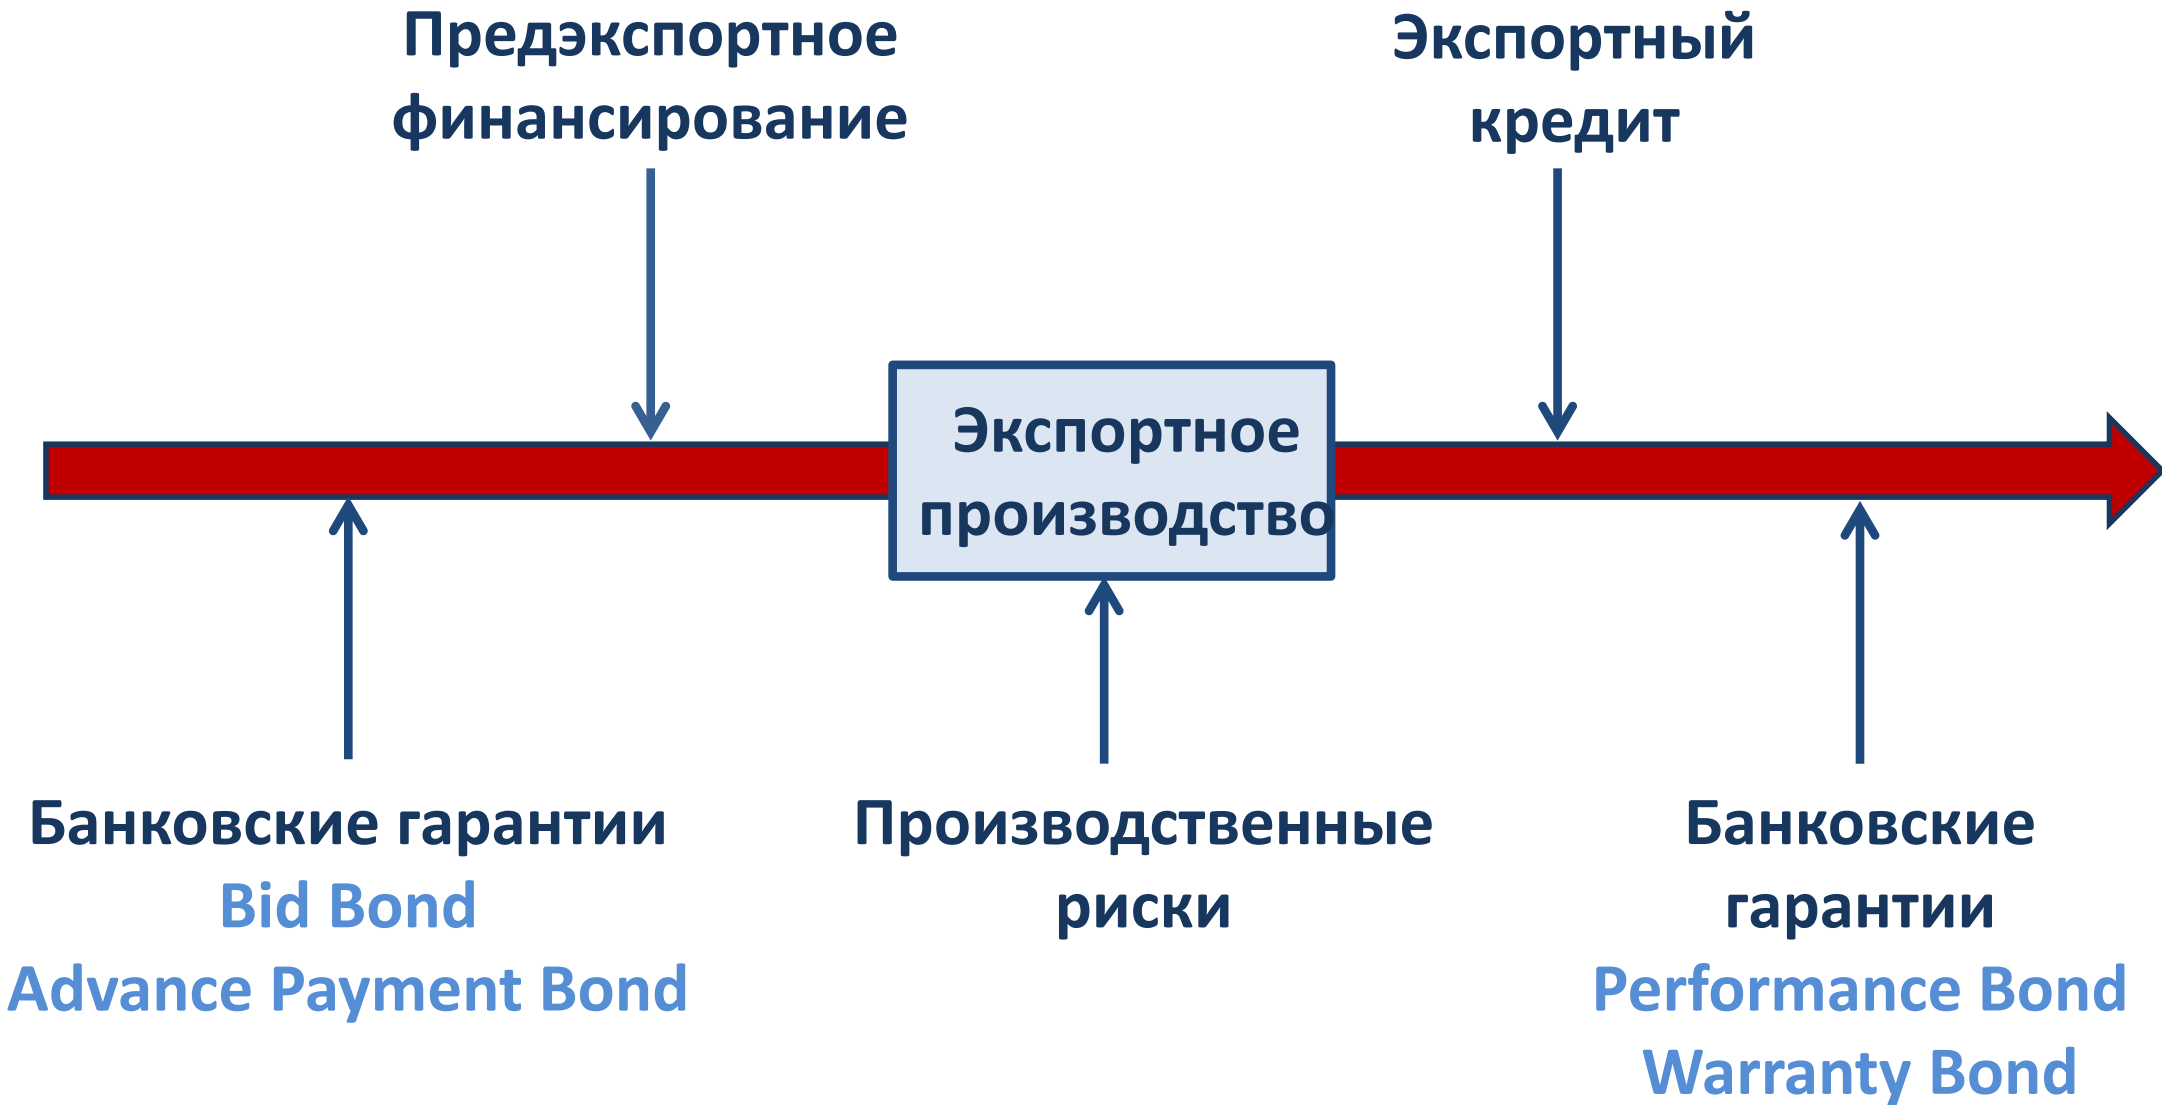 Предэкспортное
финансирование
Экспортный
кредит
Экспортное
производство
Банковские гарантии
Bid Bond
Advance Payment Bond
Производственные
риски
Банковские
гарантии
Performance Bond
Warranty Bond